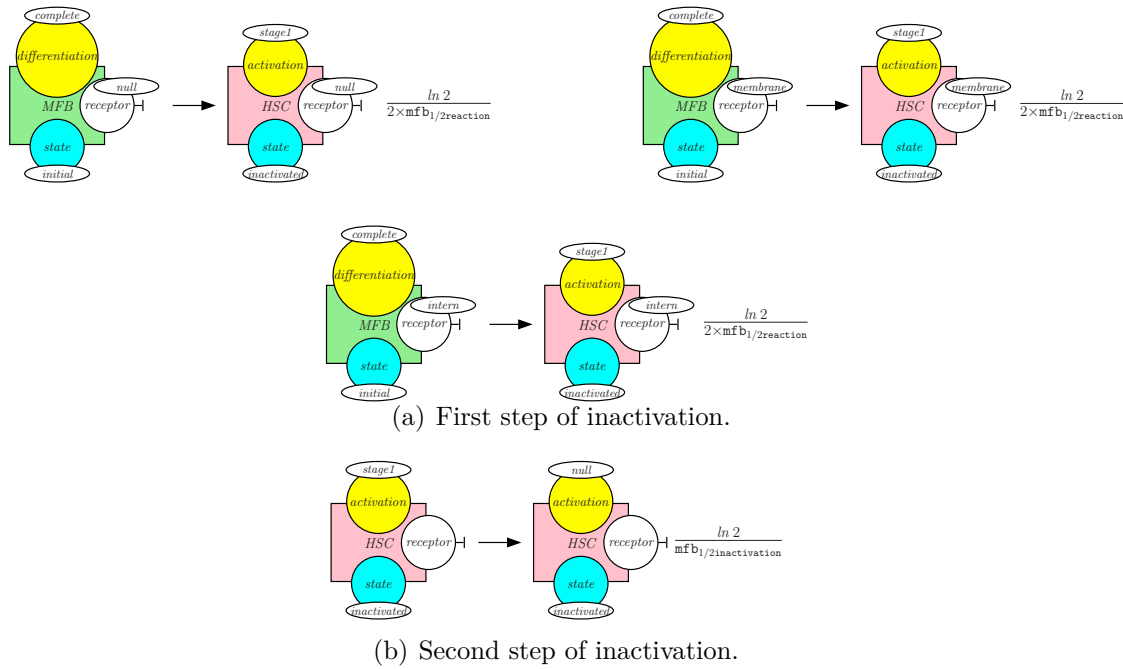 complete
differentiation
MFB
null
receptor
state
initial
stage1
activation
HSC
null
receptor
state
inactivated
ln 2
2×mfb1/2reaction
complete
differentiation
MFB
membrane
receptor
state
initial
stage1
activation
HSC
membrane
receptor
state
inactivated
ln 2
2×mfb1/2reaction
complete
differentiation
MFB
intern
receptor
state
initial
stage1
activation
HSC
intern
receptor
state
inactivated
ln 2
2×mfb1/2reaction
(a) First step of inactivation.
stage1
activation
HSC
receptor
state
inactivated
null
activation
HSC
receptor
state
inactivated
ln 2
mfb1/2inactivation
(b) Second step of inactivation.